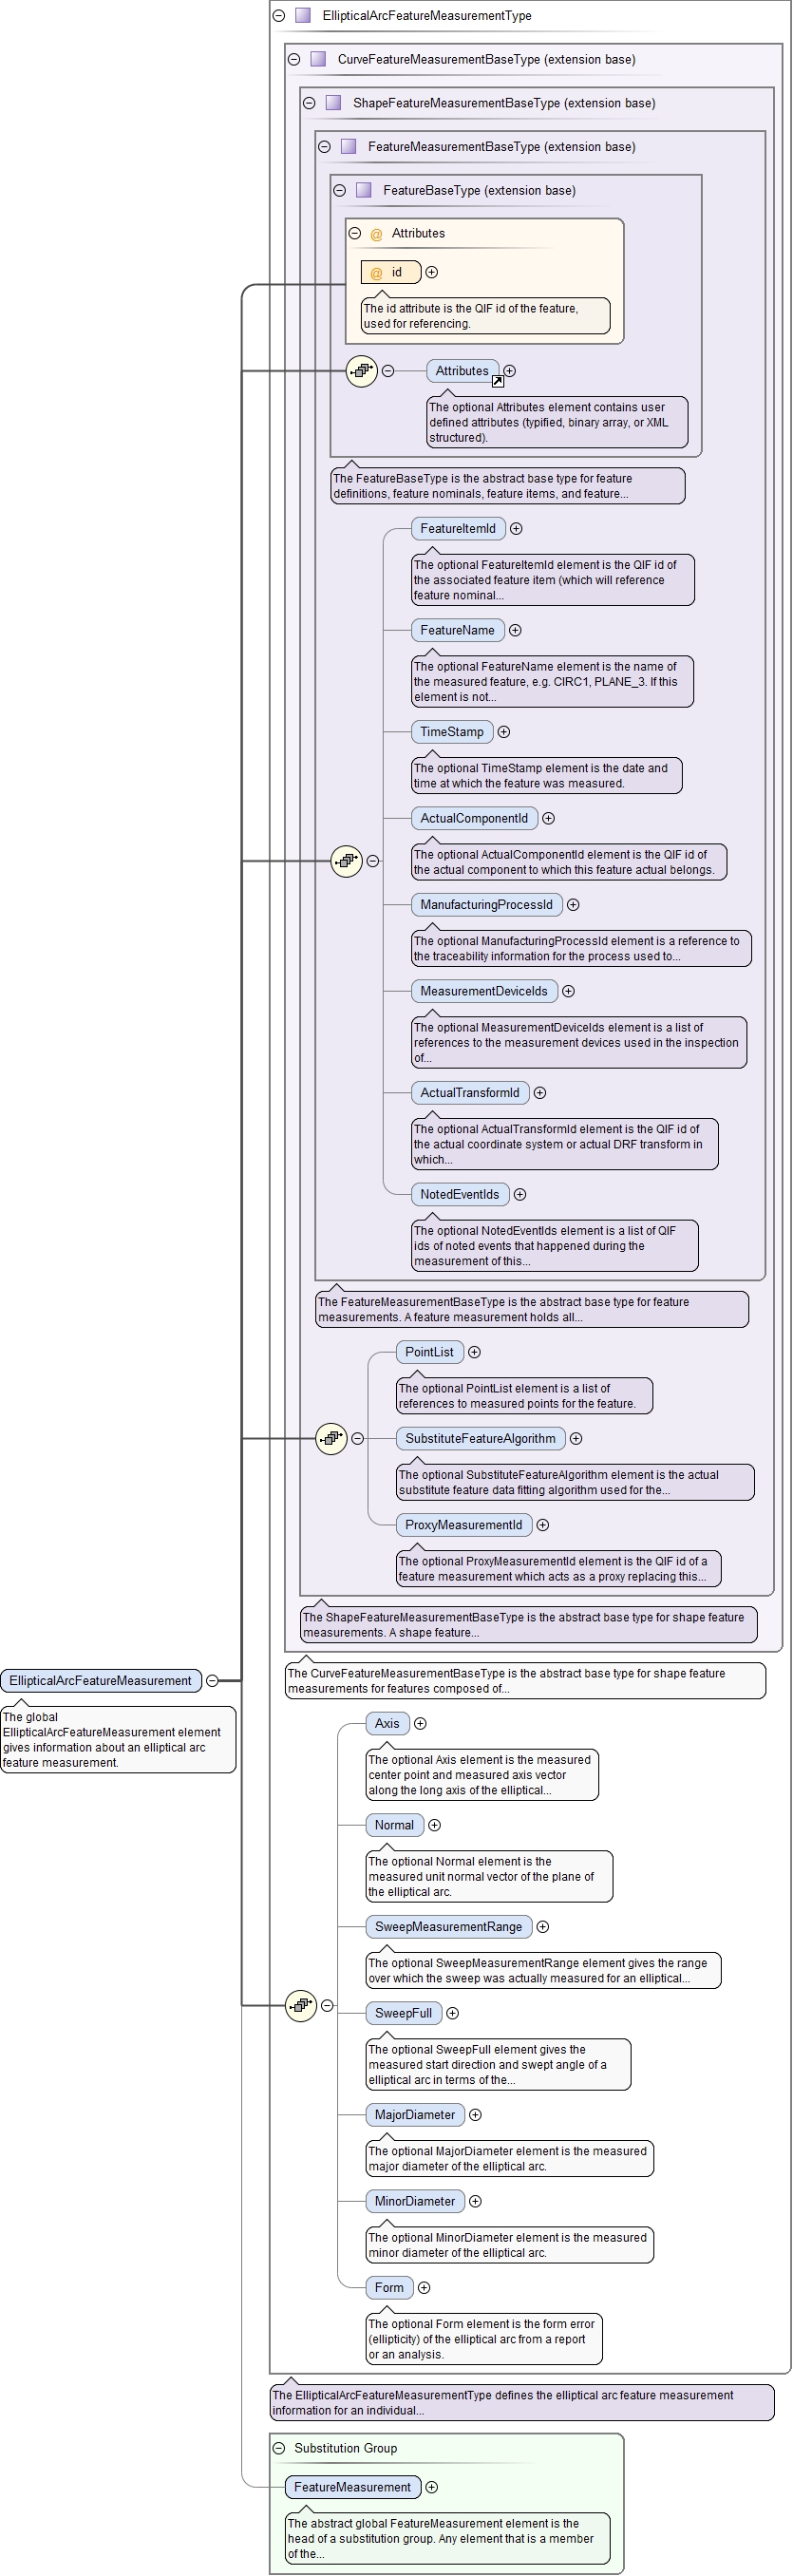 EllipticalArcFeatureMeasurementType
CurveFeatureMeasurementBaseType (extension base)
ShapeFeatureMeasurementBaseType (extension base)
FeatureMeasurementBaseType (extension base)
FeatureBaseType (extension base)
@ Attributes
@ id
The id attribute is the QIF id of the feature,
used for referencing.
Attributes
The optional Attributes element contains user
defined attributes (typified, binary array, or XML
structured).
The FeatureBaseType is the abstract base type for feature
definitions, feature nominals, feature items, and feature...
FeatureItemId
The optional FeatureItemId element is the QIF id of
the associated feature item (which will reference
feature nominal...
FeatureName
The optional FeatureName element is the name of
the measured feature, e.g. CIRC1, PLANE_3. If this
element is not...
TimeStamp
The optional TimeStamp element is the date and
time at which the feature was measured.
ActualComponentId
The optional ActualComponentId element is the QIF id of
the actual component to which this feature actual belongs.
ManufacturingProcessId
The optional ManufacturingProcessId element is a reference to
the traceability information for the process used to...
MeasurementDeviceIds
The optional MeasurementDeviceIds element is a list of
references to the measurement devices used in the inspection
of...
ActualTransformId
The optional ActualTransformId element is the QIF id of
the actual coordinate system or actual DRF transform in
which...
NotedEventIds
The optional NotedEventIds element is a list of QIF
ids of noted events that happened during the
measurement of this...
The FeatureMeasurementBaseType is the abstract base type for feature
measurements. A feature measurement holds all...
PointList
The optional PointList element is a list of
references to measured points for the feature.
SubstituteFeatureAlgorithm
The optional SubstituteFeatureAlgorithm element is the actual
substitute feature data fitting algorithm used for the...
ProxyMeasurementId
The optional ProxyMeasurementId element is the QIF id of a
feature measurement which acts as a proxy replacing this...
The ShapeFeatureMeasurementBaseType is the abstract base type for shape feature
measurements. A shape feature...
The CurveFeatureMeasurementBaseType is the abstract base type for shape feature
measurements for features composed of...
EllipticalArcFeatureMeasurement
The global
EllipticalArcFeatureMeasurement element
gives information about an elliptical arc
feature measurement.
Axis
The optional Axis element is the measured
center point and measured axis vector
along the long axis of the elliptical...
Normal
The optional Normal element is the
measured unit normal vector of the plane of
the elliptical arc.
SweepMeasurementRange
The optional SweepMeasurementRange element gives the range
over which the sweep was actually measured for an elliptical...
SweepFull
The optional SweepFull element gives the
measured start direction and swept angle of a
elliptical arc in terms of the...
MajorDiameter
The optional MajorDiameter element is the measured
major diameter of the elliptical arc.
MinorDiameter
The optional MinorDiameter element is the measured
minor diameter of the elliptical arc.
Form
The optional Form element is the form error
(ellipticity) of the elliptical arc from a report
or an analysis.
The EllipticalArcFeatureMeasurementType defines the elliptical arc feature measurement
information for an individual...
Substitution Group
FeatureMeasurement
The abstract global FeatureMeasurement element is the
head of a substitution group. Any element that is a member
of the...